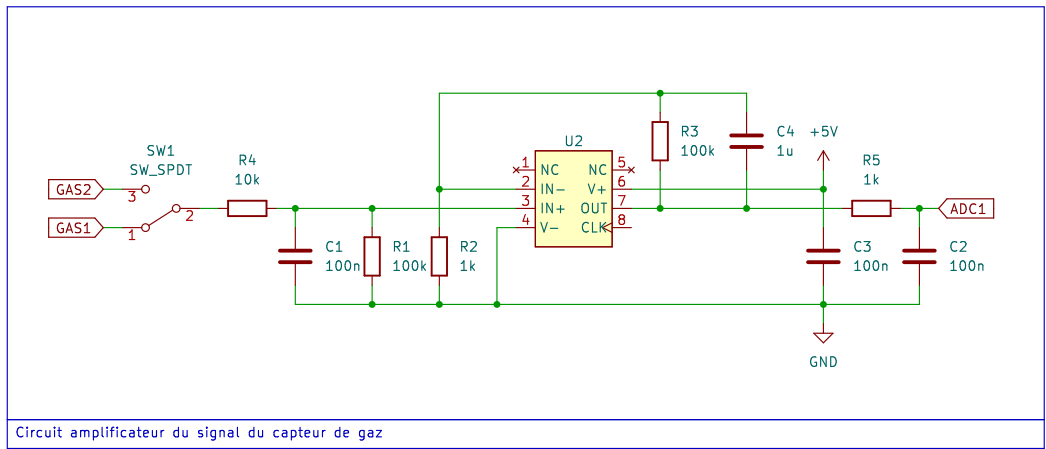 SW1
SW_SPDT
GAS2
3
GAS1
1
2
R4
10k
C1
100n
R1
100k
R2
1k
U2
1 NC NC 5
2 IN- V+ 6
3 IN+ OUT 7
4 V- CLK 8
R3
100k
C4
1u
+5V
R5
1k
ADC1
C3
100n
C2
100n
GND
Circuit amplificateur du signal du capteur de gaz